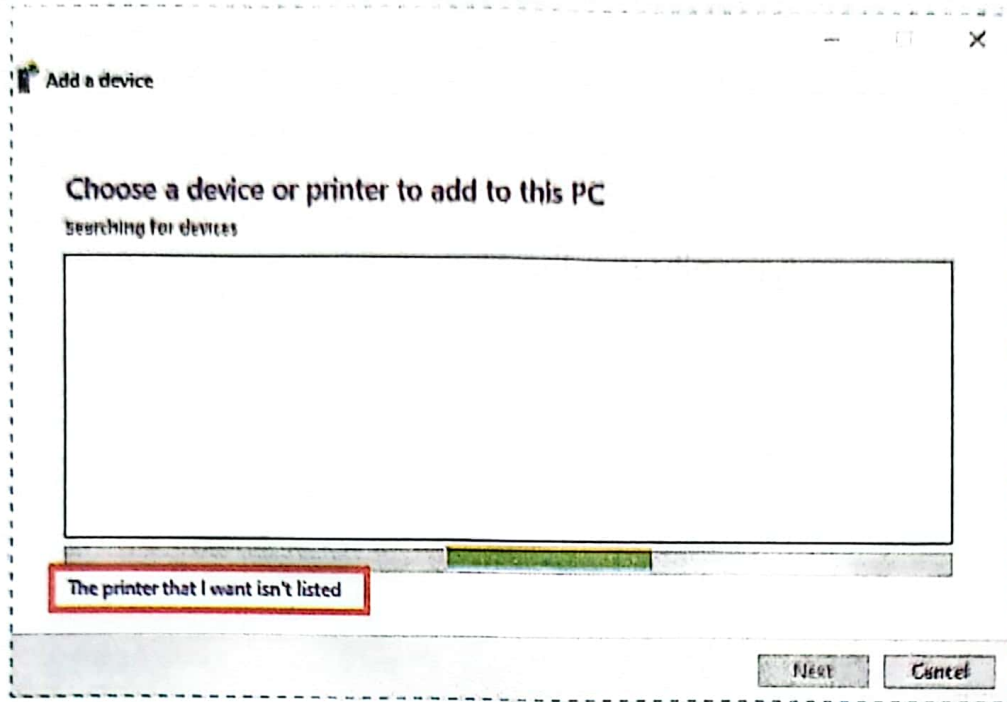 Add a device
Choose a device or printer to add to this PC
Searching for devices
The printer that I want isn't listed
Next
Cancel